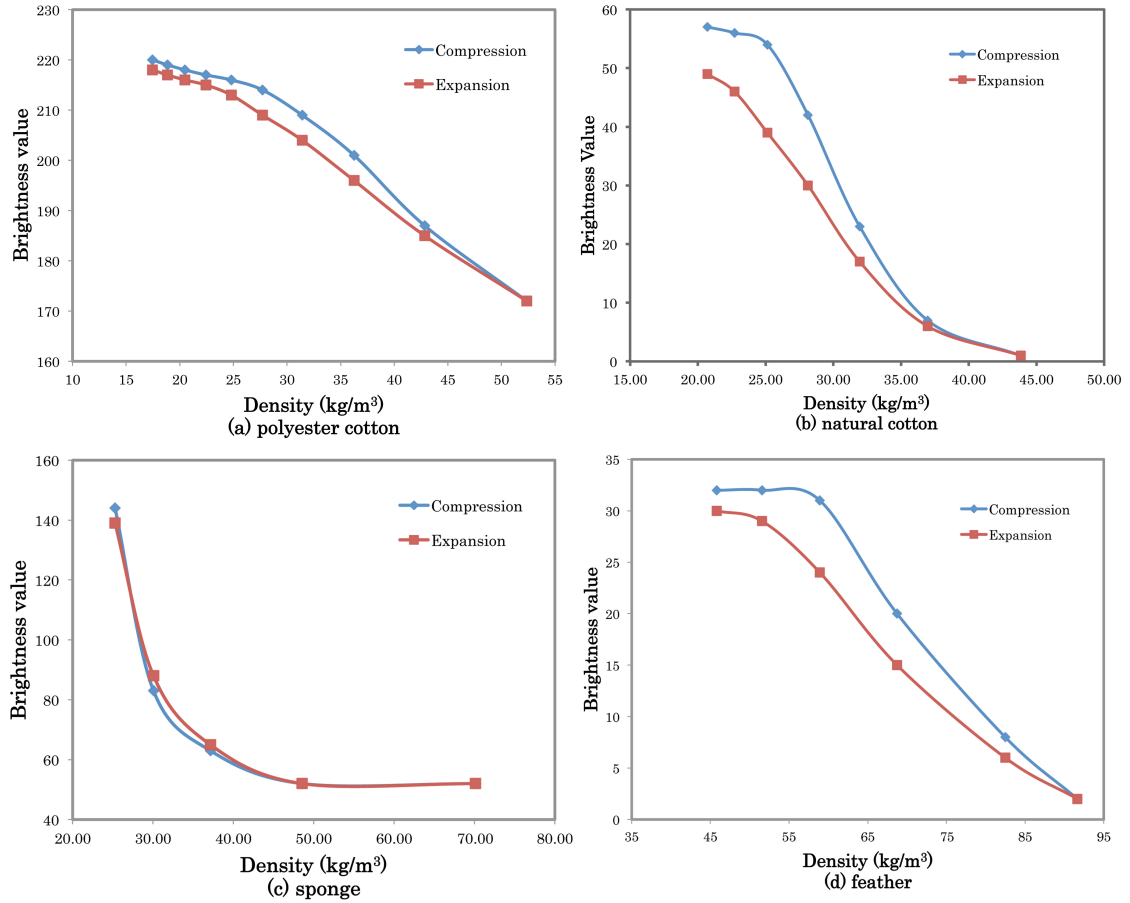 230
220
210
200
190
180
170
160
Brightness value
Compression
Expansion
10 15 20 25 30 35 40 45 50 55
Density (kg/m³)
(a) polyester cotton
60
50
40
30
20
10
0
Brightness Value
Compression
Expansion
15.00 20.00 25.00 30.00 35.00 40.00 45.00 50.00
Density (kg/m³)
(b) natural cotton
160
140
120
100
80
60
40
Brightness value
Compression
Expansion
20.00 30.00 40.00 50.00 60.00 70.00 80.00
Density (kg/m³)
(c) sponge
35
30
25
20
15
10
5
0
Brightness value
Compression
Expansion
35 45 55 65 75 85 95
Density (kg/m³)
(d) feather